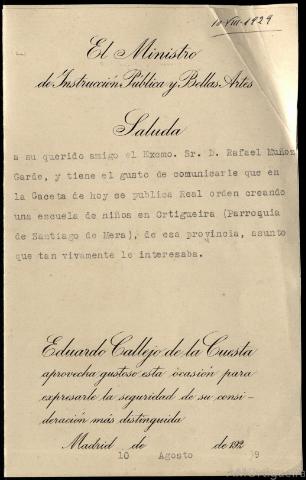 10-VIII-1929
El Ministro
de Instrucción Pública y Bellas Artes
Saluda
a su querido amigo el Excmo. Sr. D. Rafael Muñoz
Garde, y tiene el gusto de comunicarle que en
la Gaceta de hoy se publica Real orden creando
una escuela de niños en Ortigueira (Parroquia
de Santiago de Mera), de esa provincia, asunto
que tan vivamente le interesaba.
Eduardo Callejo de la Cuesta
aprovecha gustoso esta ocasión para
expresarle la seguridad de su consi-
deración más distinguida
Madrid de de 192
10 Agosto 9